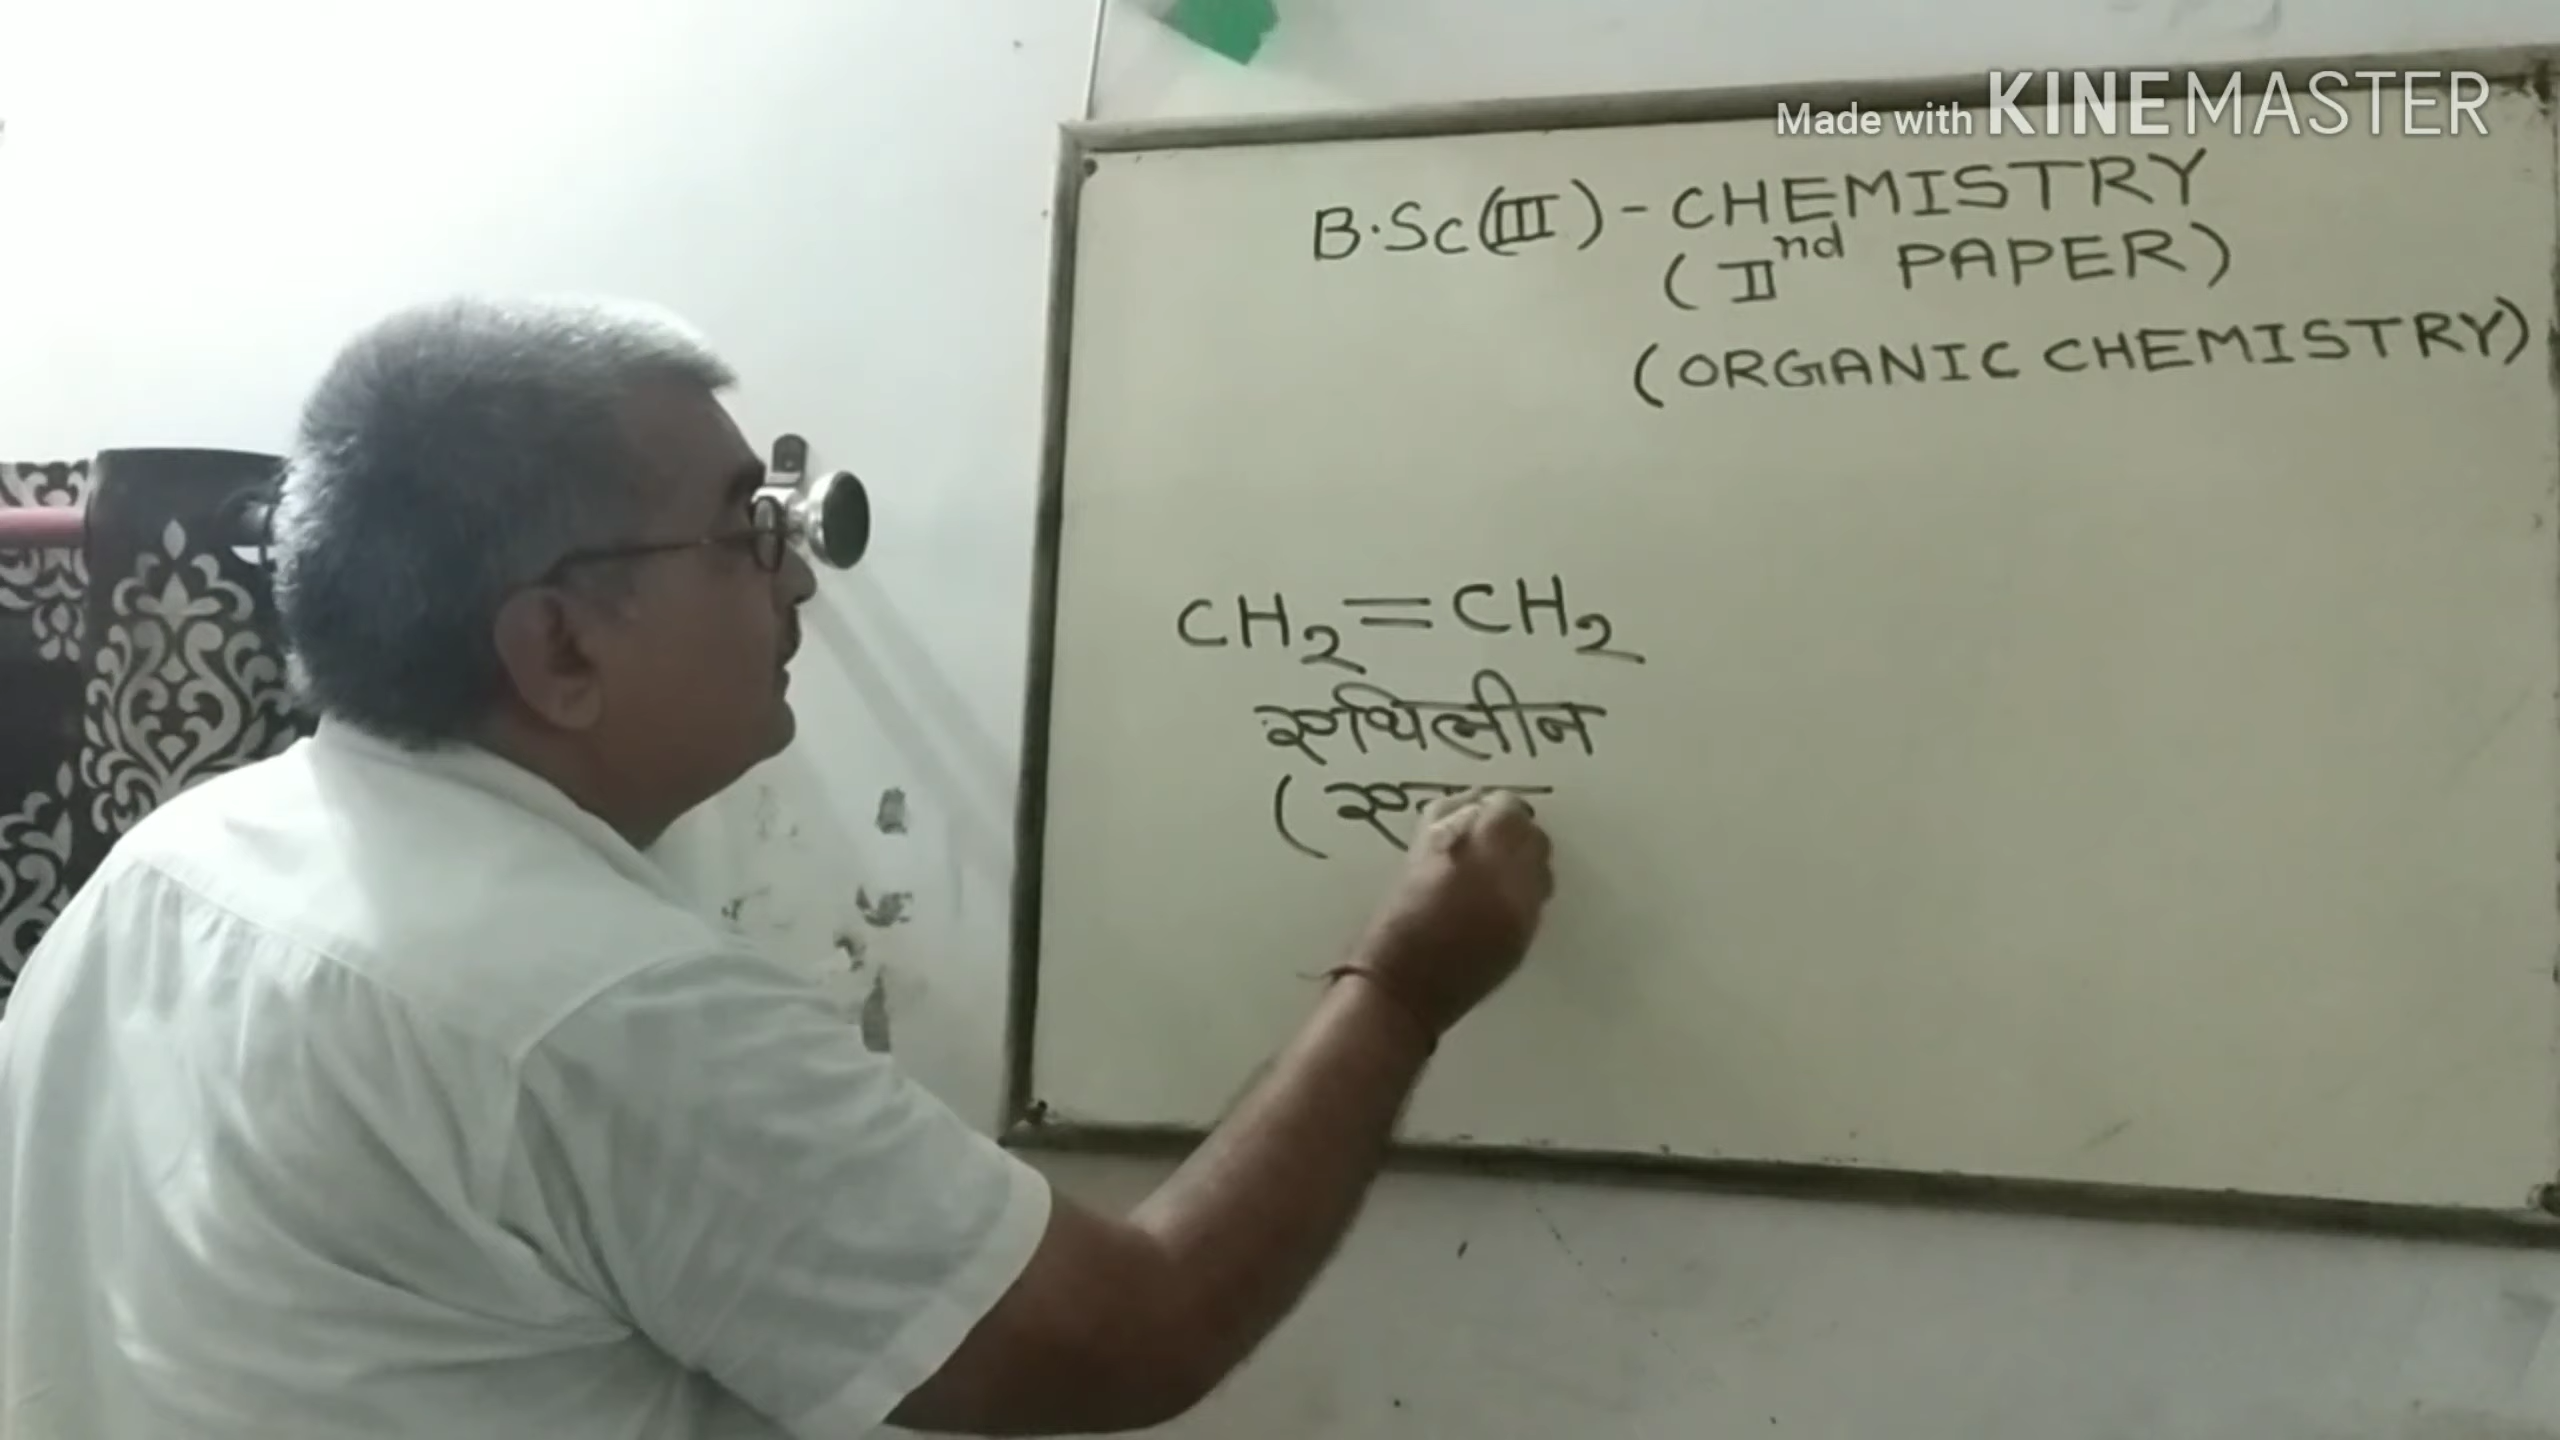 Made with KINEMASTER
B.Sc(III)-CHEMISTRY
(IInd PAPER)
(ORGANIC CHEMISTRY)
CH2=CH2
एथिलीन
(